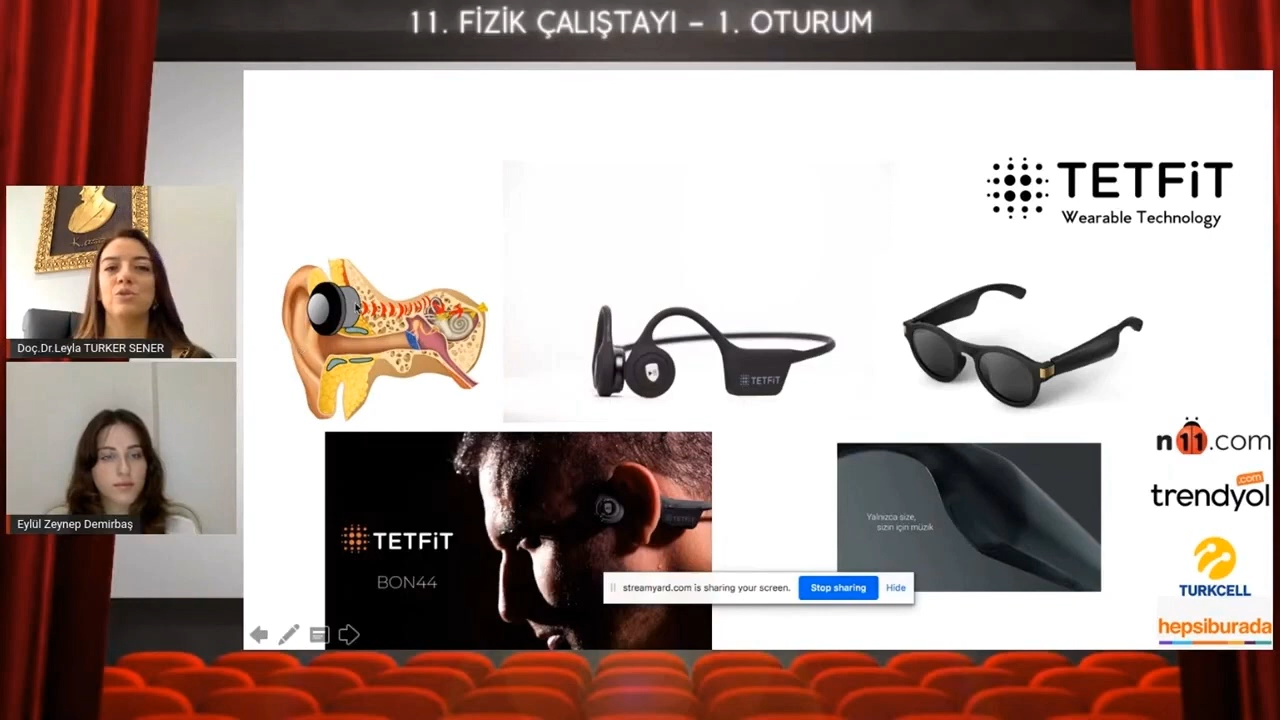 11. FİZİK ÇALIŞTAYI – 1. OTURUM
TETFiT
Wearable Technology
Doç.Dr.Leyla TURKER SENER
Eylül Zeynep Demirbaş
TETFiT
TETFiT
BON44
TETFiT
Yalnızca size,
sizin için müzik
streamyard.com is sharing your screen.
Stop sharing
Hide
n11.com
trendyol
.com
TURKCELL
hepsiburada